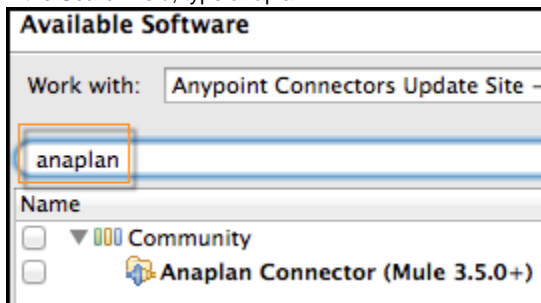 Available Software
Work with: Anypoint Connectors Update Site –
anaplan
Name
Community
Anaplan Connector (Mule 3.5.0+)